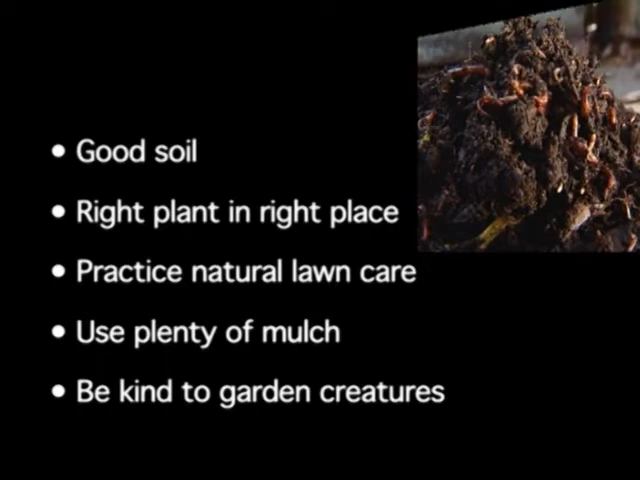 • Good soil
• Right plant in right place
• Practice natural lawn care
• Use plenty of mulch
• Be kind to garden creatures